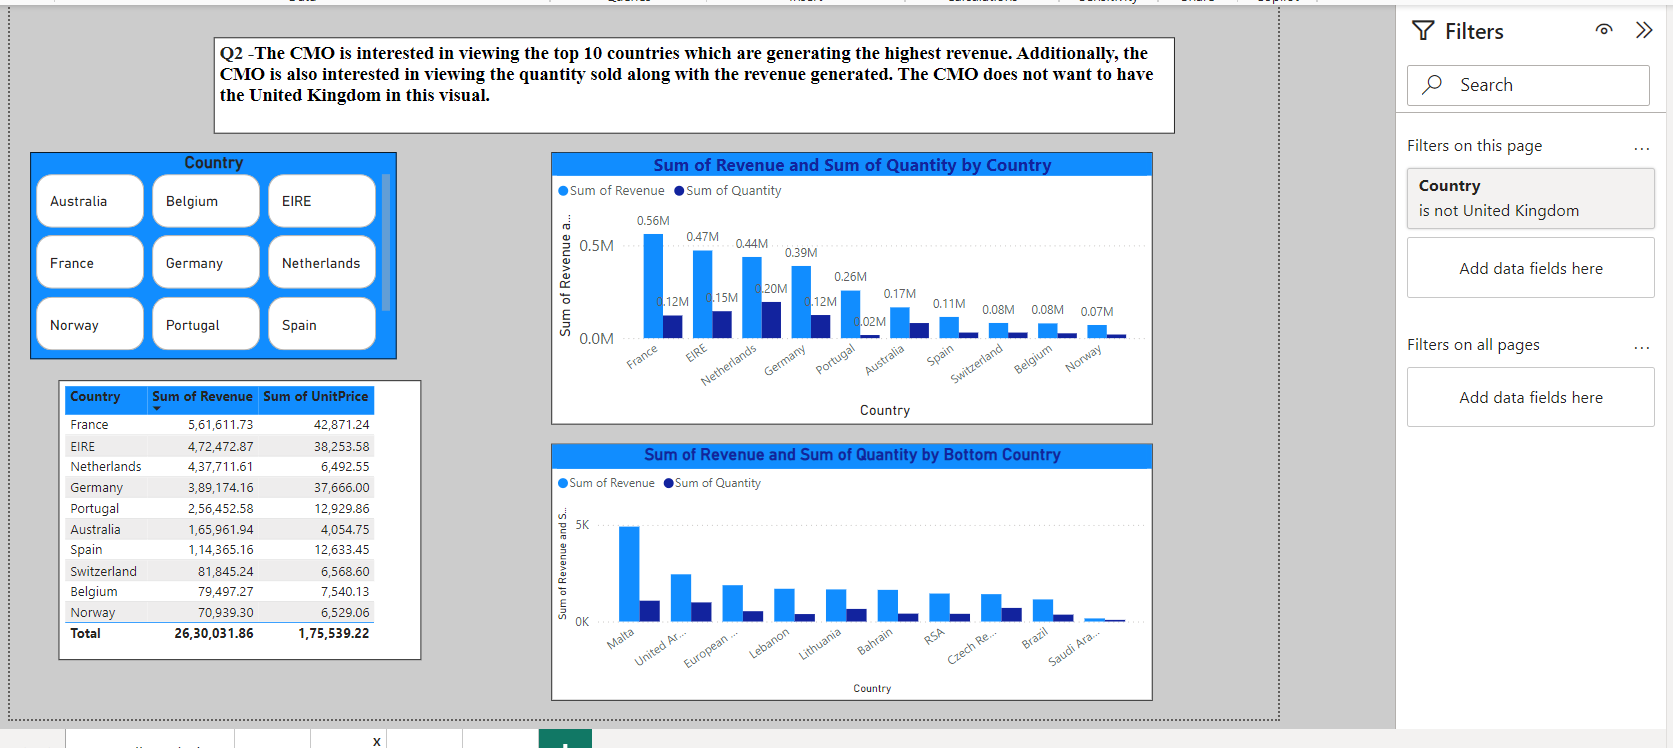 Filters
Search
Filters on this page
...
Country
is not United Kingdom
Add data fields here
Filters on all pages
...
Add data fields here
Q2 -The CMO is interested in viewing the top 10 countries which are generating the highest revenue. Additionally, the
CMO is also interested in viewing the quantity sold along with the revenue generated. The CMO does not want to have
the United Kingdom in this visual.
Country
Australia Belgium EIRE
France Germany Netherlands
Norway Portugal Spain
Country Sum of Revenue Sum of UnitPrice
France 5,61,611.73 42,871.24
EIRE 4,72,472.87 38,253.58
Netherlands 4,37,711.61 6,492.55
Germany 3,89,174.16 37,666.00
Portugal 2,56,452.58 12,929.86
Australia 1,65,961.94 4,054.75
Spain 1,14,365.16 12,633.45
Switzerland 81,845.24 6,568.60
Belgium 79,497.27 7,540.13
Norway 70,939.30 6,529.06
Total 26,30,031.86 1,75,539.22
Sum of Revenue and Sum of Quantity by Country
Sum of Revenue Sum of Quantity
Sum of Revenue a...
0.5M
0.0M
0.56M 0.47M 0.44M 0.39M 0.26M 0.17M 0.11M 0.08M 0.08M 0.07M
0.12M 0.15M 0.20M 0.12M 0.02M
France EIRE Netherlands Germany Portugal Australia Spain Switzerland Belgium Norway
Country
Sum of Revenue and Sum of Quantity by Bottom Country
Sum of Revenue Sum of Quantity
Sum of Revenue and S...
5K
0K
Malta United Ar... European ... Lebanon Lithuania Bahrain RSA Czech Re... Brazil Saudi Ara...
Country
x